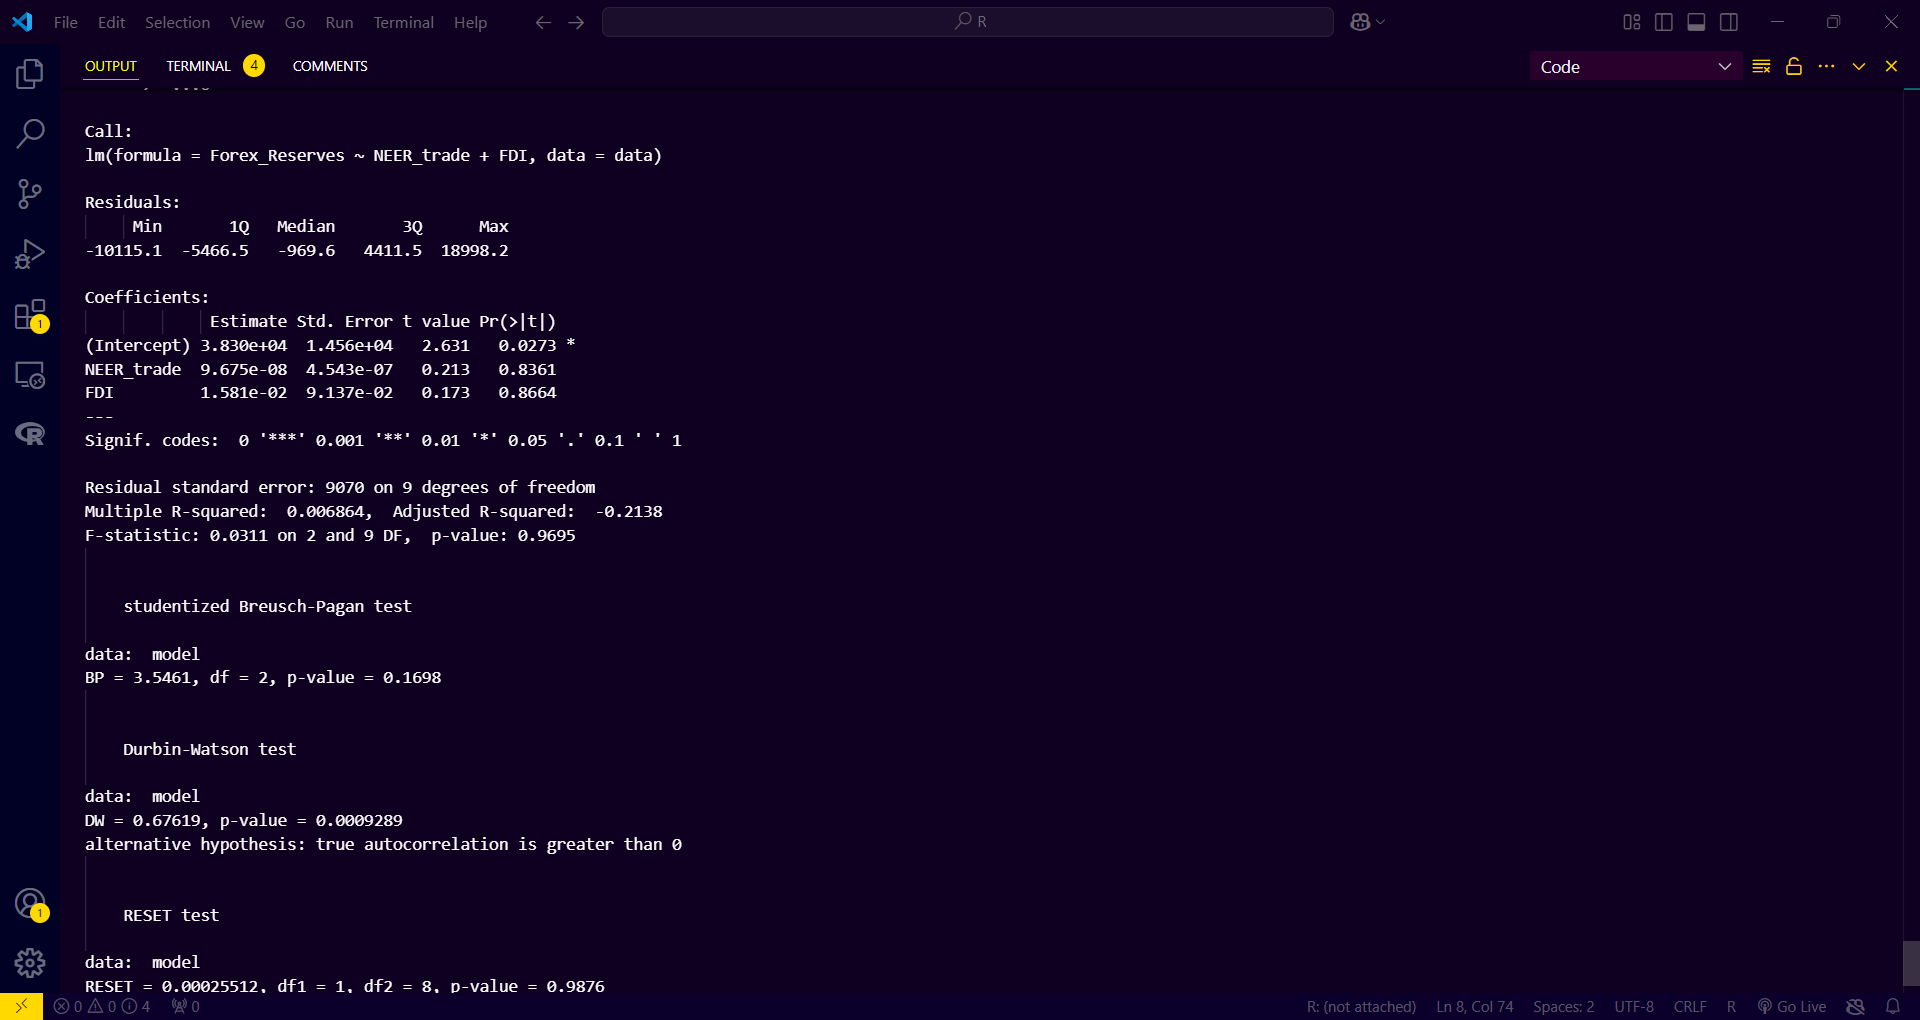 File Edit Selection View Go Run Terminal Help
R
OUTPUT TERMINAL 4 COMMENTS
Code
Call:
lm(formula = Forex_Reserves ~ NEER_trade + FDI, data = data)
Residuals:
Min 1Q Median 3Q Max
-10115.1 -5466.5 -969.6 4411.5 18998.2
Coefficients:
Estimate Std. Error t value Pr(>|t|)
(Intercept) 3.830e+04 1.456e+04 2.631 0.0273 *
NEER_trade 9.675e-08 4.543e-07 0.213 0.8361
FDI 1.581e-02 9.137e-02 0.173 0.8664
---
Signif. codes: 0 '***' 0.001 '**' 0.01 '*' 0.05 '.' 0.1 ' ' 1
Residual standard error: 9070 on 9 degrees of freedom
Multiple R-squared: 0.006864, Adjusted R-squared: -0.2138
F-statistic: 0.0311 on 2 and 9 DF, p-value: 0.9695
studentized Breusch-Pagan test
data: model
BP = 3.5461, df = 2, p-value = 0.1698
Durbin-Watson test
data: model
DW = 0.67619, p-value = 0.0009289
alternative hypothesis: true autocorrelation is greater than 0
RESET test
data: model
RESET = 0.00025512, df1 = 1, df2 = 8, p-value = 0.9876
1
R
1
0 0 4 0
R: (not attached) Ln 8, Col 74 Spaces: 2 UTF-8 CRLF R Go Live